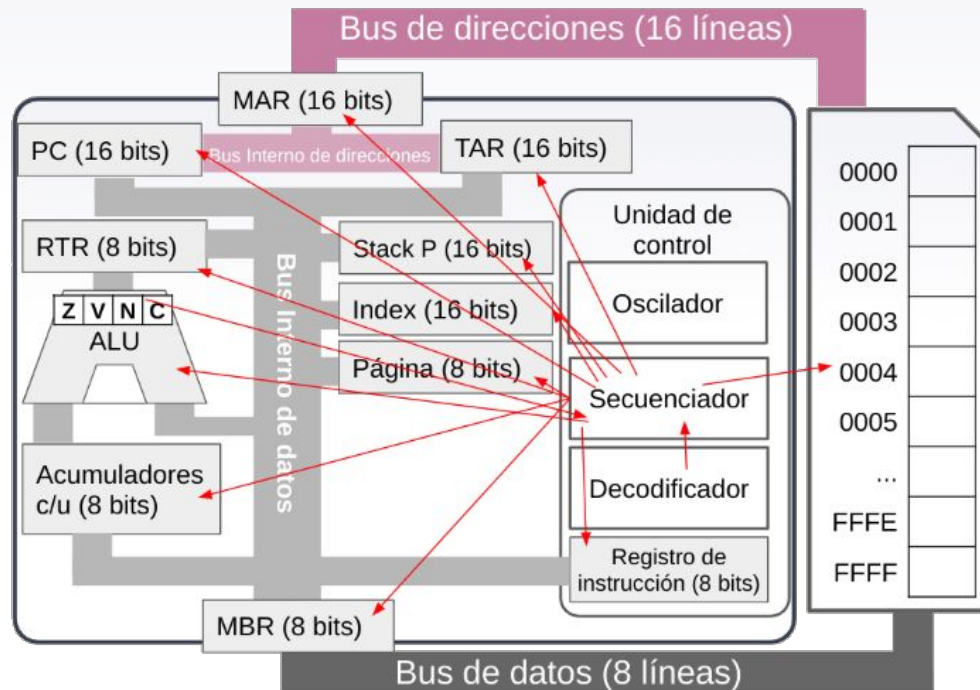 Bus de direcciones (16 líneas)
MAR (16 bits)
PC (16 bits)
Bus Interno de direcciones
TAR (16 bits)
RTR (8 bits)
Z V N C
ALU
Acumuladores
c/u (8 bits)
Bus Interno de datos
Stack P (16 bits)
Index (16 bits)
Página (8 bits)
Unidad de
control
Oscilador
Secuenciador
Decodificador
Registro de
instrucción (8 bits)
MBR (8 bits)
0000
0001
0002
0003
0004
0005
...
FFFE
FFFF
Bus de datos (8 líneas)